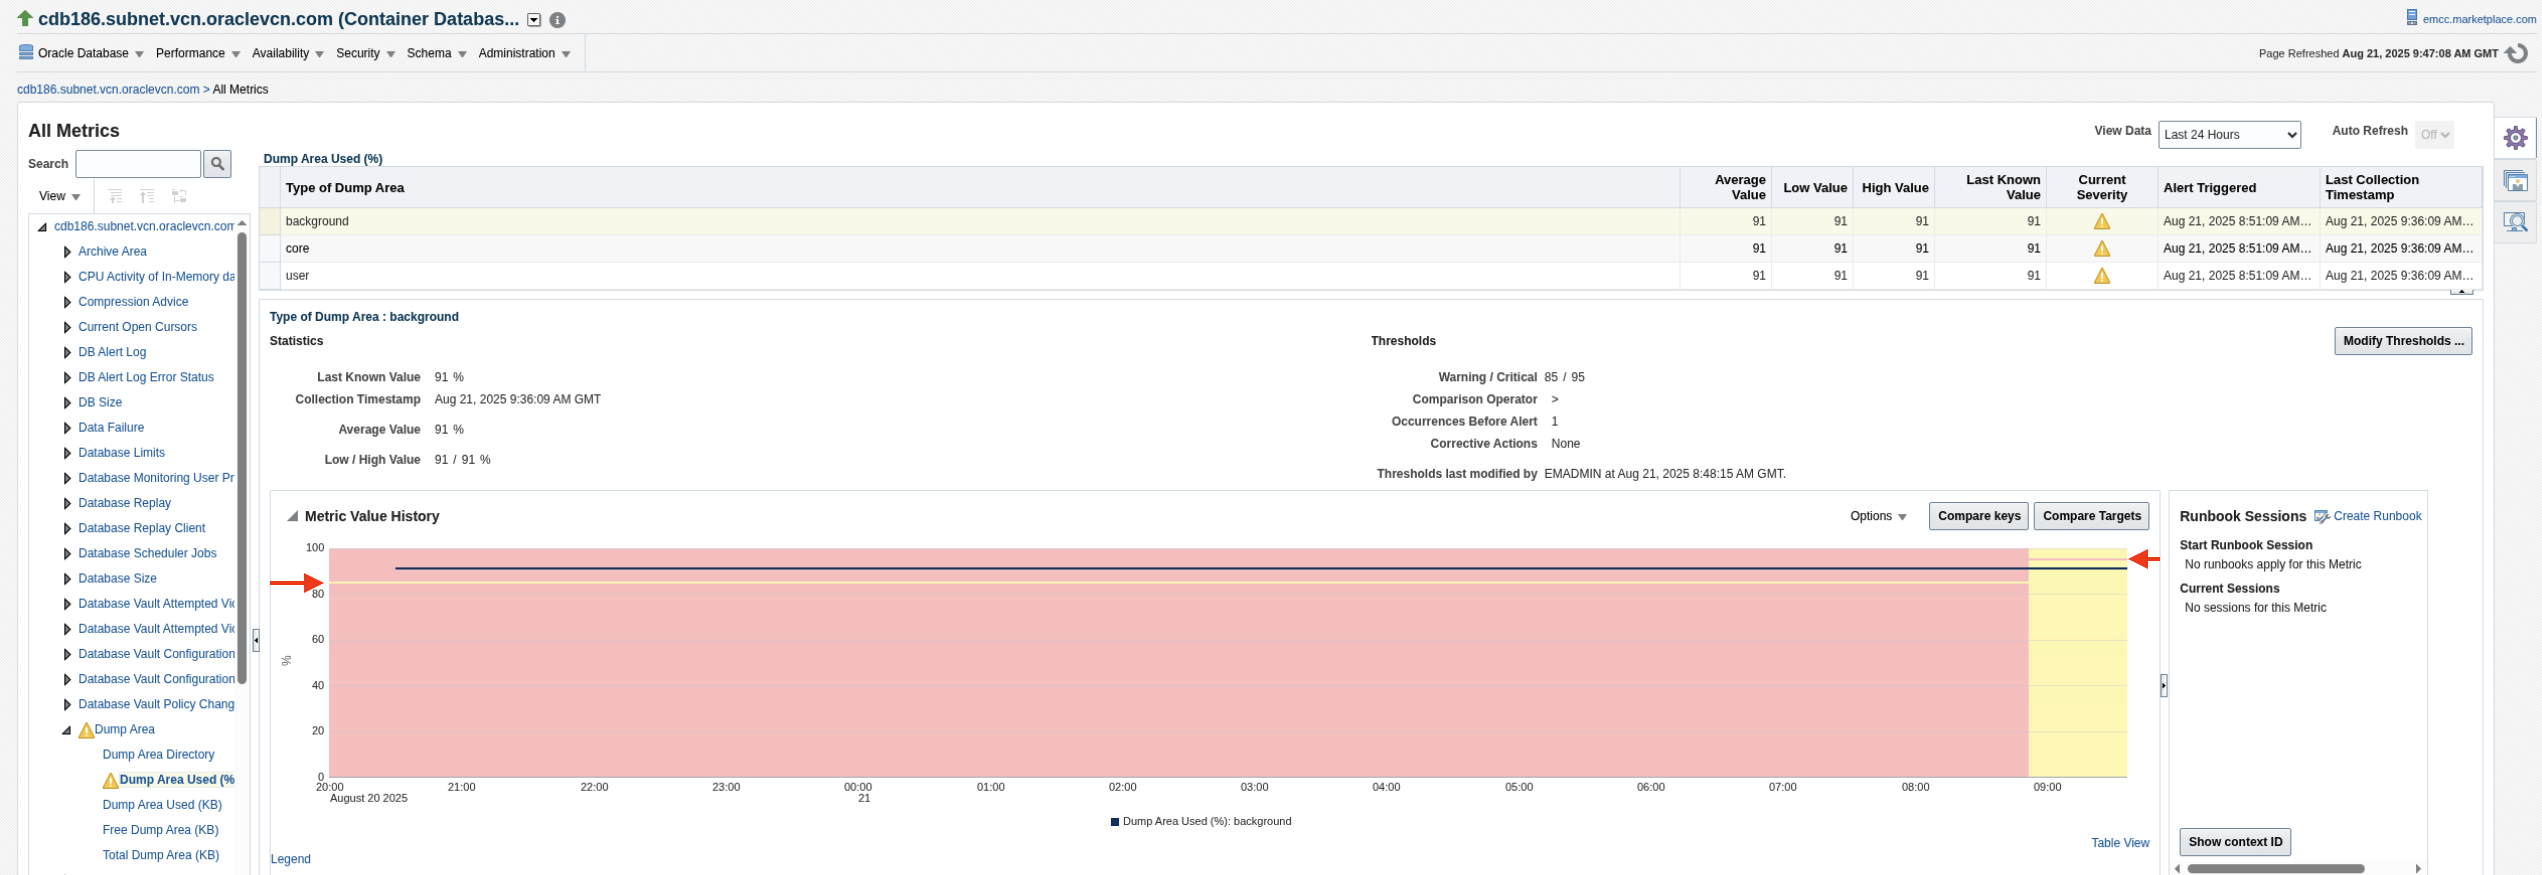 cdb186.subnet.vcn.oraclevcn.com (Container Databas...
emcc.marketplace.com
Oracle Database Performance Availability Security Schema Administration
Page Refreshed Aug 21, 2025 9:47:08 AM GMT
cdb186.subnet.vcn.oraclevcn.com > All Metrics
All Metrics
View Data Last 24 Hours Auto Refresh Off
Search
View
cdb186.subnet.vcn.oraclevcn.com
Archive Area
CPU Activity of In-Memory da
Compression Advice
Current Open Cursors
DB Alert Log
DB Alert Log Error Status
DB Size
Data Failure
Database Limits
Database Monitoring User Pr
Database Replay
Database Replay Client
Database Scheduler Jobs
Database Size
Database Vault Attempted Vio
Database Vault Attempted Vio
Database Vault Configuration
Database Vault Configuration
Database Vault Policy Chang
Dump Area
Dump Area Directory
Dump Area Used (%
Dump Area Used (KB)
Free Dump Area (KB)
Total Dump Area (KB)
Dump Area Used (%)
Type of Dump Area Average Value Low Value High Value Last Known Value Current Severity Alert Triggered Last Collection Timestamp
background 91 91 91 91 Aug 21, 2025 8:51:09 AM... Aug 21, 2025 9:36:09 AM...
core 91 91 91 91 Aug 21, 2025 8:51:09 AM... Aug 21, 2025 9:36:09 AM...
user 91 91 91 91 Aug 21, 2025 8:51:09 AM... Aug 21, 2025 9:36:09 AM...
Type of Dump Area : background
Statistics
Last Known Value 91 %
Collection Timestamp Aug 21, 2025 9:36:09 AM GMT
Average Value 91 %
Low / High Value 91 / 91 %
Thresholds
Modify Thresholds ...
Warning / Critical 85 / 95
Comparison Operator >
Occurrences Before Alert 1
Corrective Actions None
Thresholds last modified by EMADMIN at Aug 21, 2025 8:48:15 AM GMT.
Metric Value History
Options Compare keys Compare Targets
100
80
60
40
20
0
%
20:00 21:00 22:00 23:00 00:00 01:00 02:00 03:00 04:00 05:00 06:00 07:00 08:00 09:00
August 20 2025 21
Dump Area Used (%): background
Table View
Legend
Runbook Sessions Create Runbook
Start Runbook Session
No runbooks apply for this Metric
Current Sessions
No sessions for this Metric
Show context ID